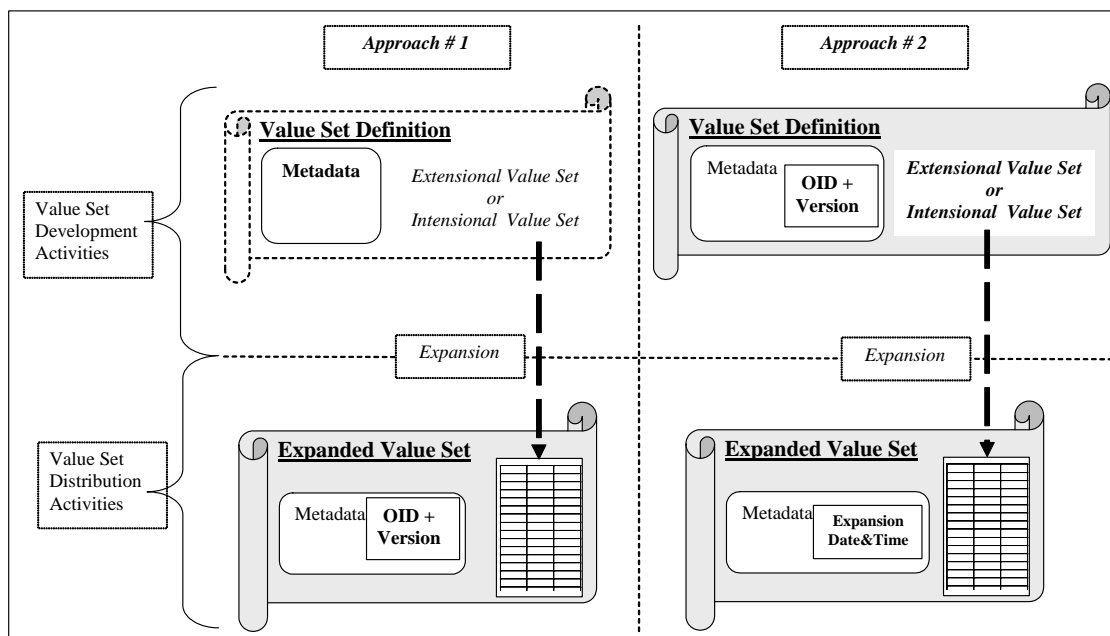 Approach # 1
Approach # 2
Value Set Definition
Metadata
Extensional Value Set
or
Intensional Value Set
Value Set Definition
Metadata
OID +
Version
Extensional Value Set
or
Intensional Value Set
Value Set
Development
Activities
Expansion
Expansion
Value Set
Distribution
Activities
Expanded Value Set
Metadata
OID +
Version
Expanded Value Set
Metadata
Expansion
Date&Time